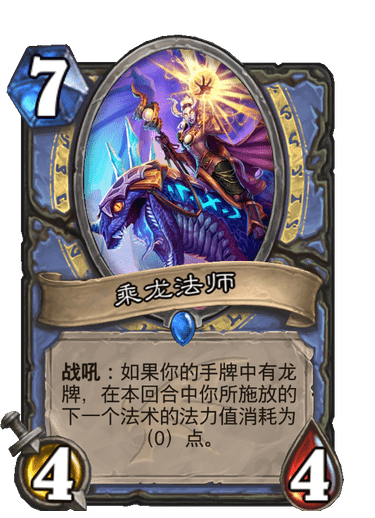 7
乘龙法师
战吼：如果你的手牌中有龙
牌，在本回合中你所施放的
下一个法术的法力值消耗为
（0）点。
4
4